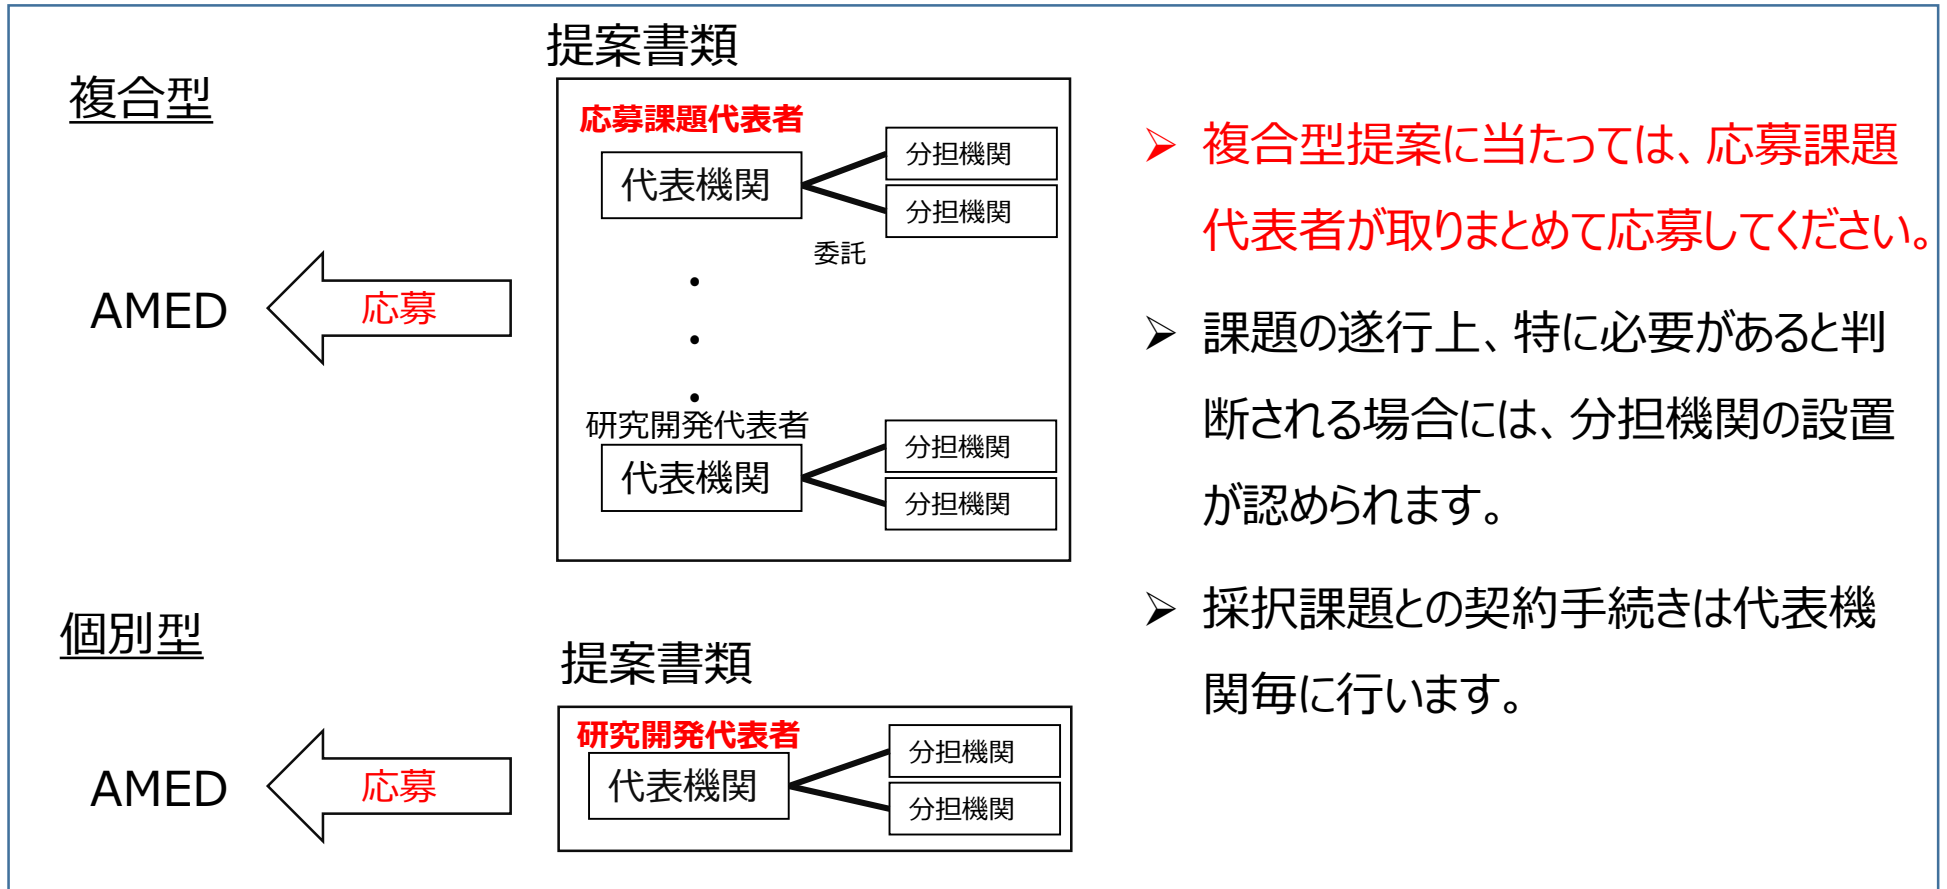 複合型
提案書類
応募課題代表者
代表機関
分担機関
分担機関
委託
・
・
・
研究開発代表者
代表機関
分担機関
分担機関
AMED
応募
個別型
提案書類
研究開発代表者
代表機関
分担機関
分担機関
AMED
応募
➢ 複合型提案に当たっては、応募課題
代表者が取りまとめて応募してください。
➢ 課題の遂行上、特に必要があると判
断される場合には、分担機関の設置
が認められます。
➢ 採択課題との契約手続きは代表機
関毎に行います。